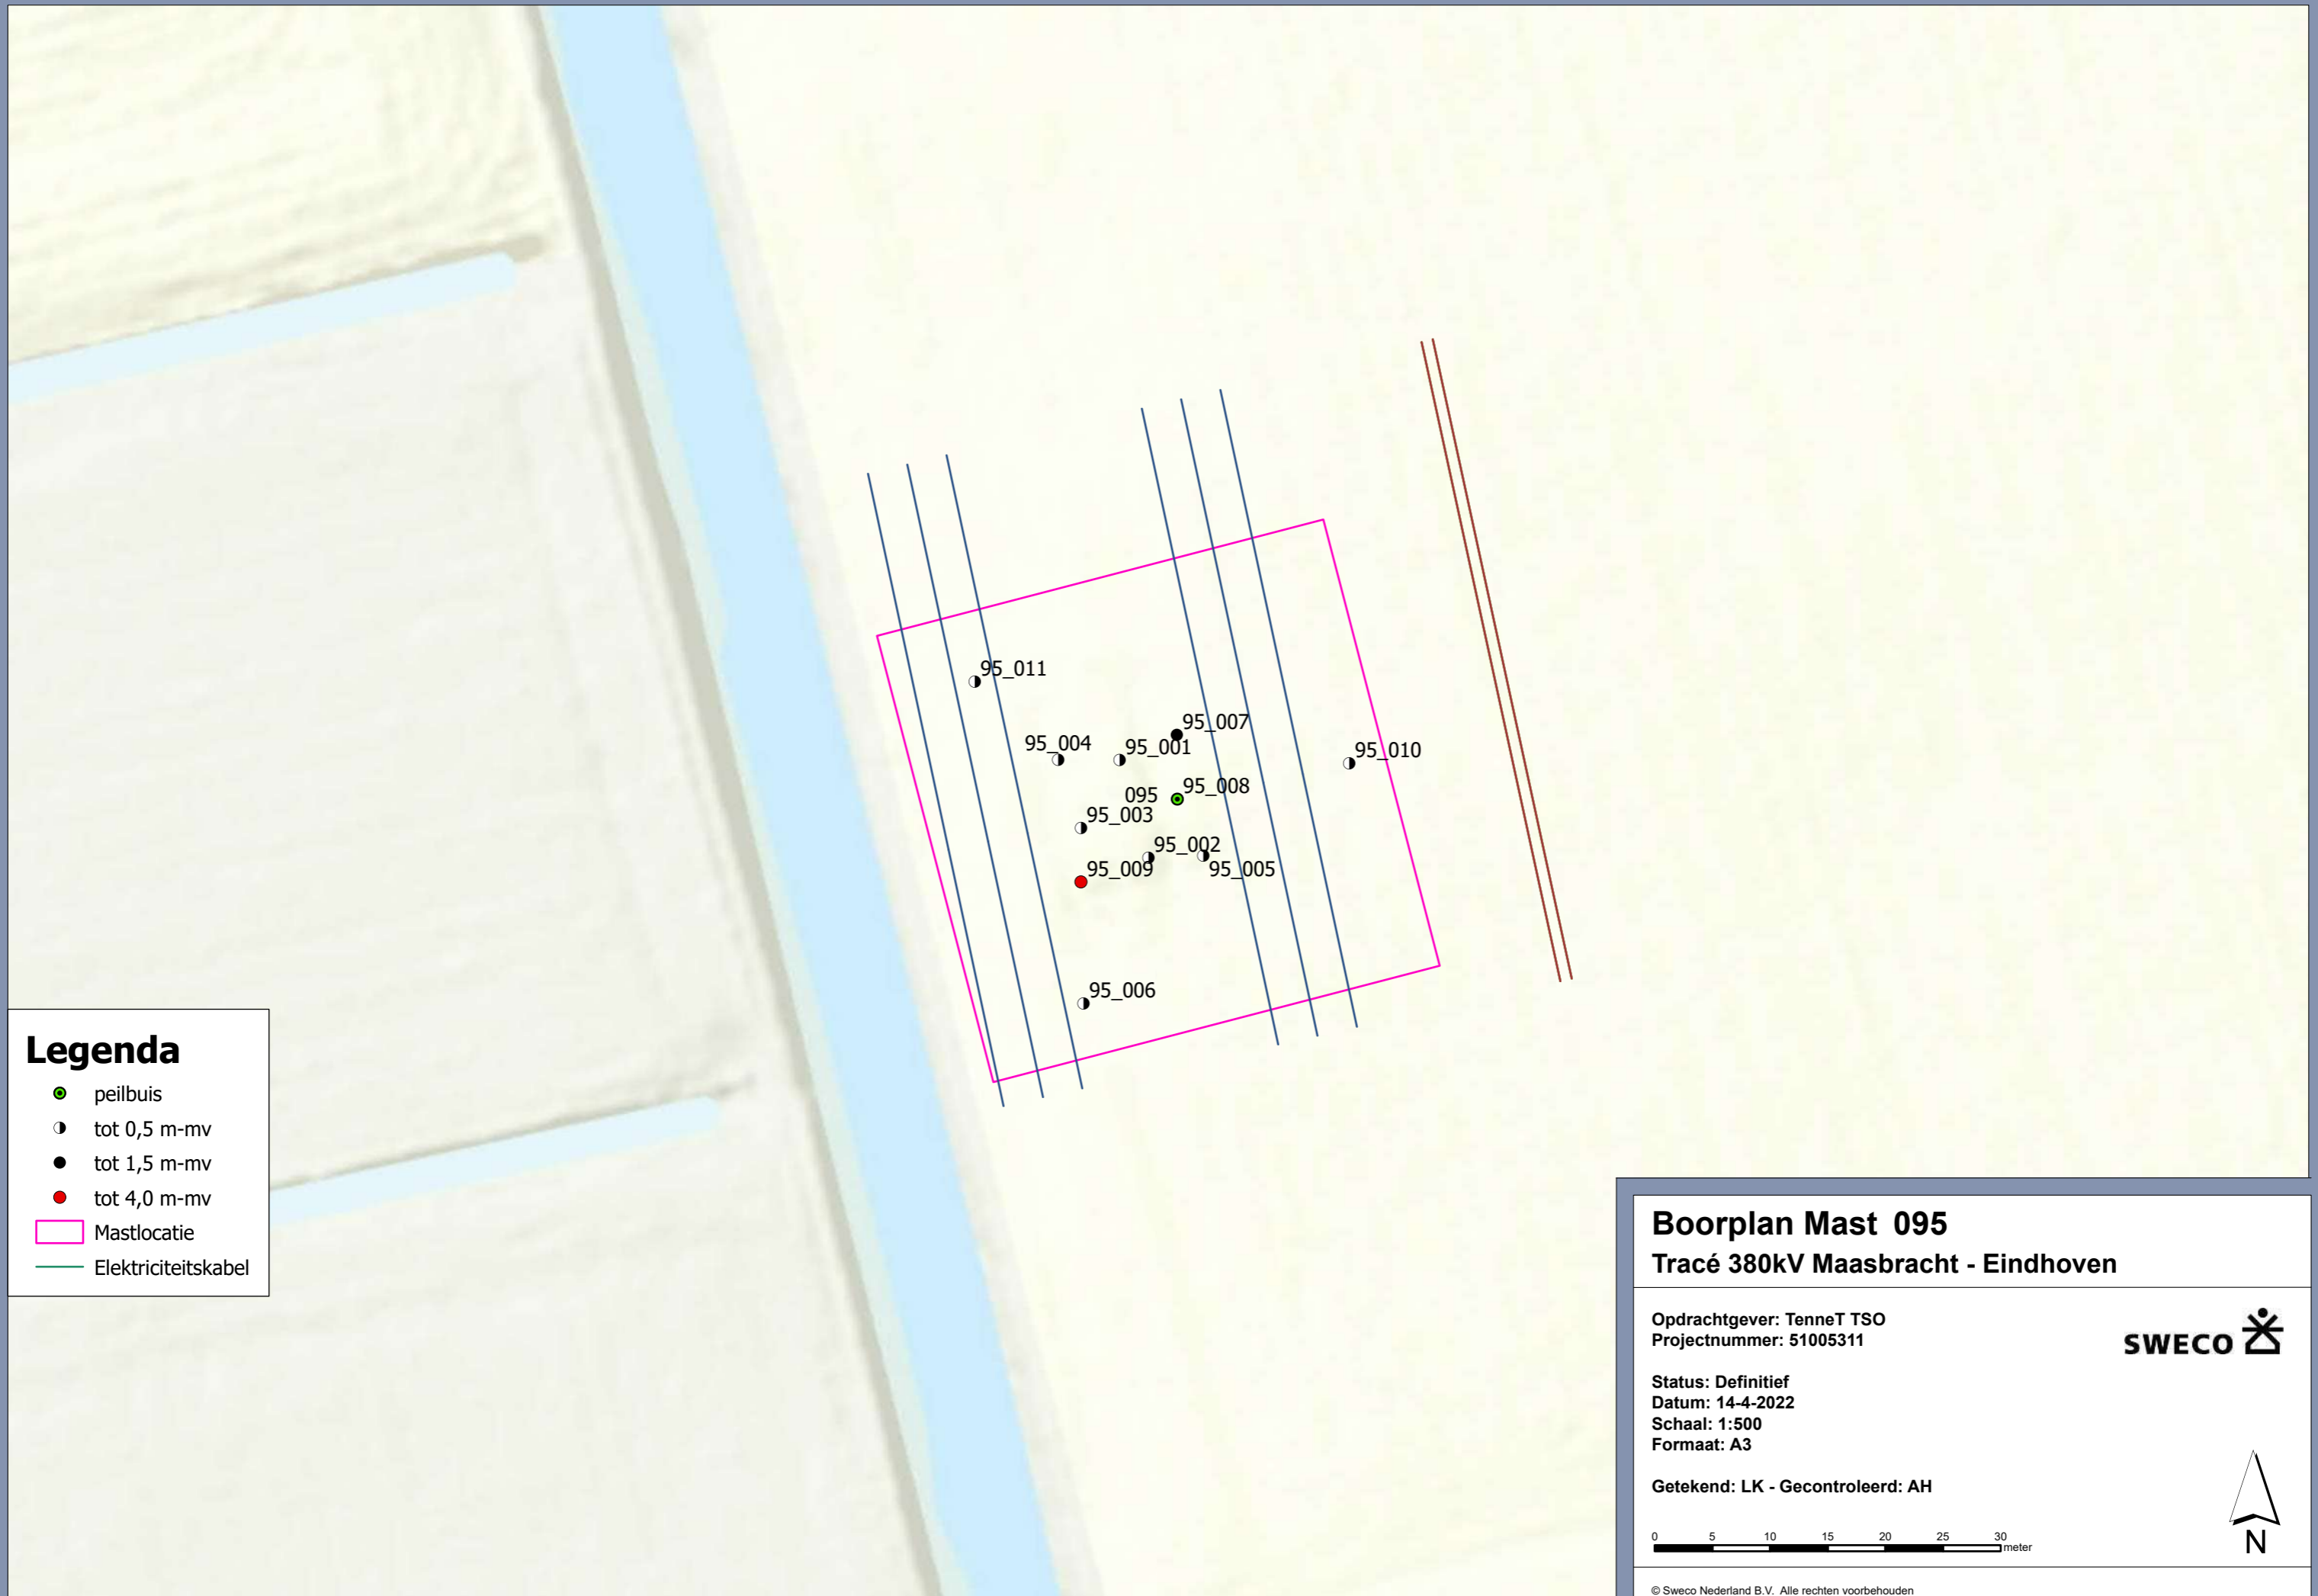 95_011
95_007
95_004
95_001
95_010
95_008
095
95_003
95_002
95_009
95_005
95_006
Legenda
peilbuis
tot 0,5 m-mv
tot 1,5 m-mv
tot 4,0 m-mv
Mastlocatie
Elektriciteitskabel
Boorplan Mast 095
Tracé 380kV Maasbracht - Eindhoven
Opdrachtgever: TenneT TSO
Projectnummer: 51005311
SWECO
Status: Definitief
Datum: 14-4-2022
Schaal: 1:500
Formaat: A3
Getekend: LK - Gecontroleerd: AH
0 5 10 15 20 25 30
meter
N
© Sweco Nederland B.V. Alle rechten voorbehouden